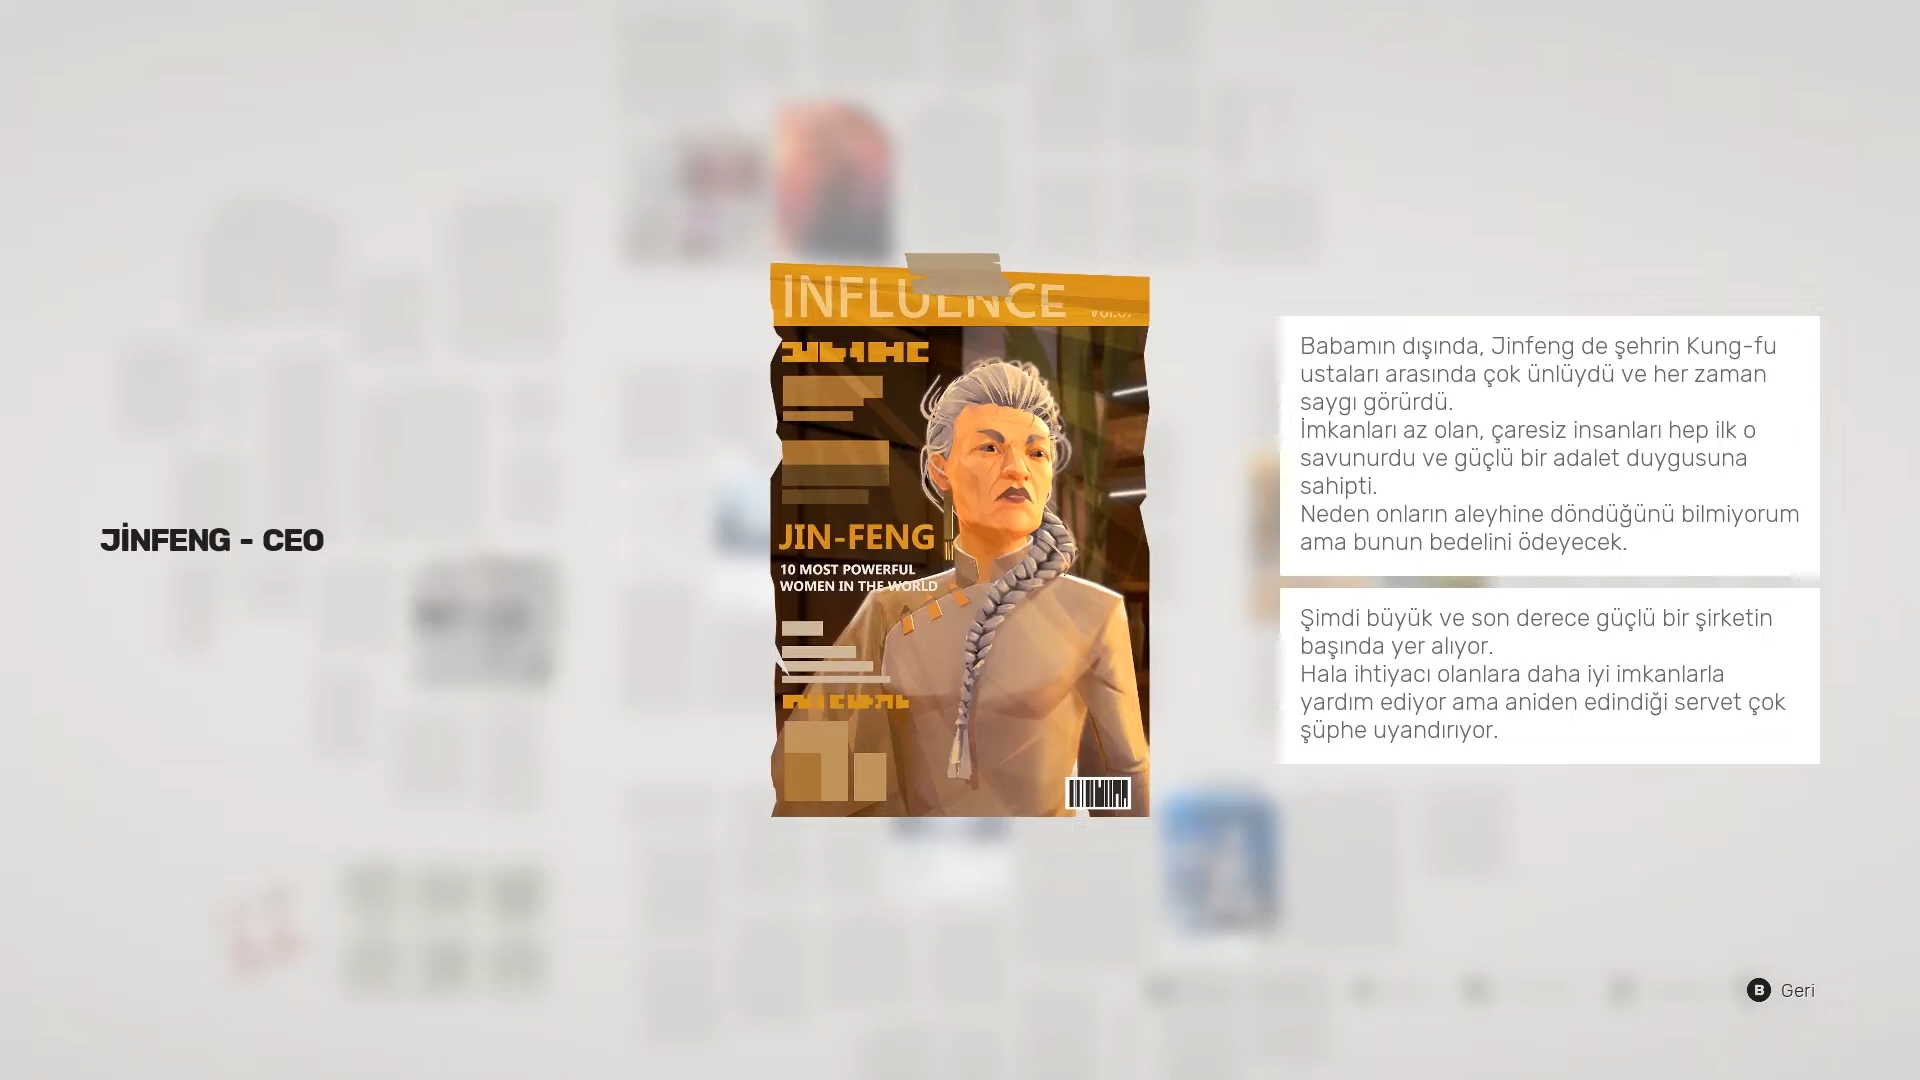 JİNFENG - CEO
INFLUENCE
JIN-FENG
10 MOST POWERFUL
WOMEN IN THE WORLD
Babamın dışında, Jinfeng de şehrin Kung-fu
ustaları arasında çok ünlüydü ve her zaman
saygı görürdü.
İmkanları az olan, çaresiz insanları hep ilk o
savunurdu ve güçlü bir adalet duygusuna
sahipti.
Neden onların aleyhine döndüğünü bilmiyorum
ama bunun bedelini ödeyecek.
Şimdi büyük ve son derece güçlü bir şirketin
başında yer alıyor.
Hala ihtiyacı olanlara daha iyi imkanlarla
yardım ediyor ama aniden edindiği servet çok
şüphe uyandırıyor.
B Geri